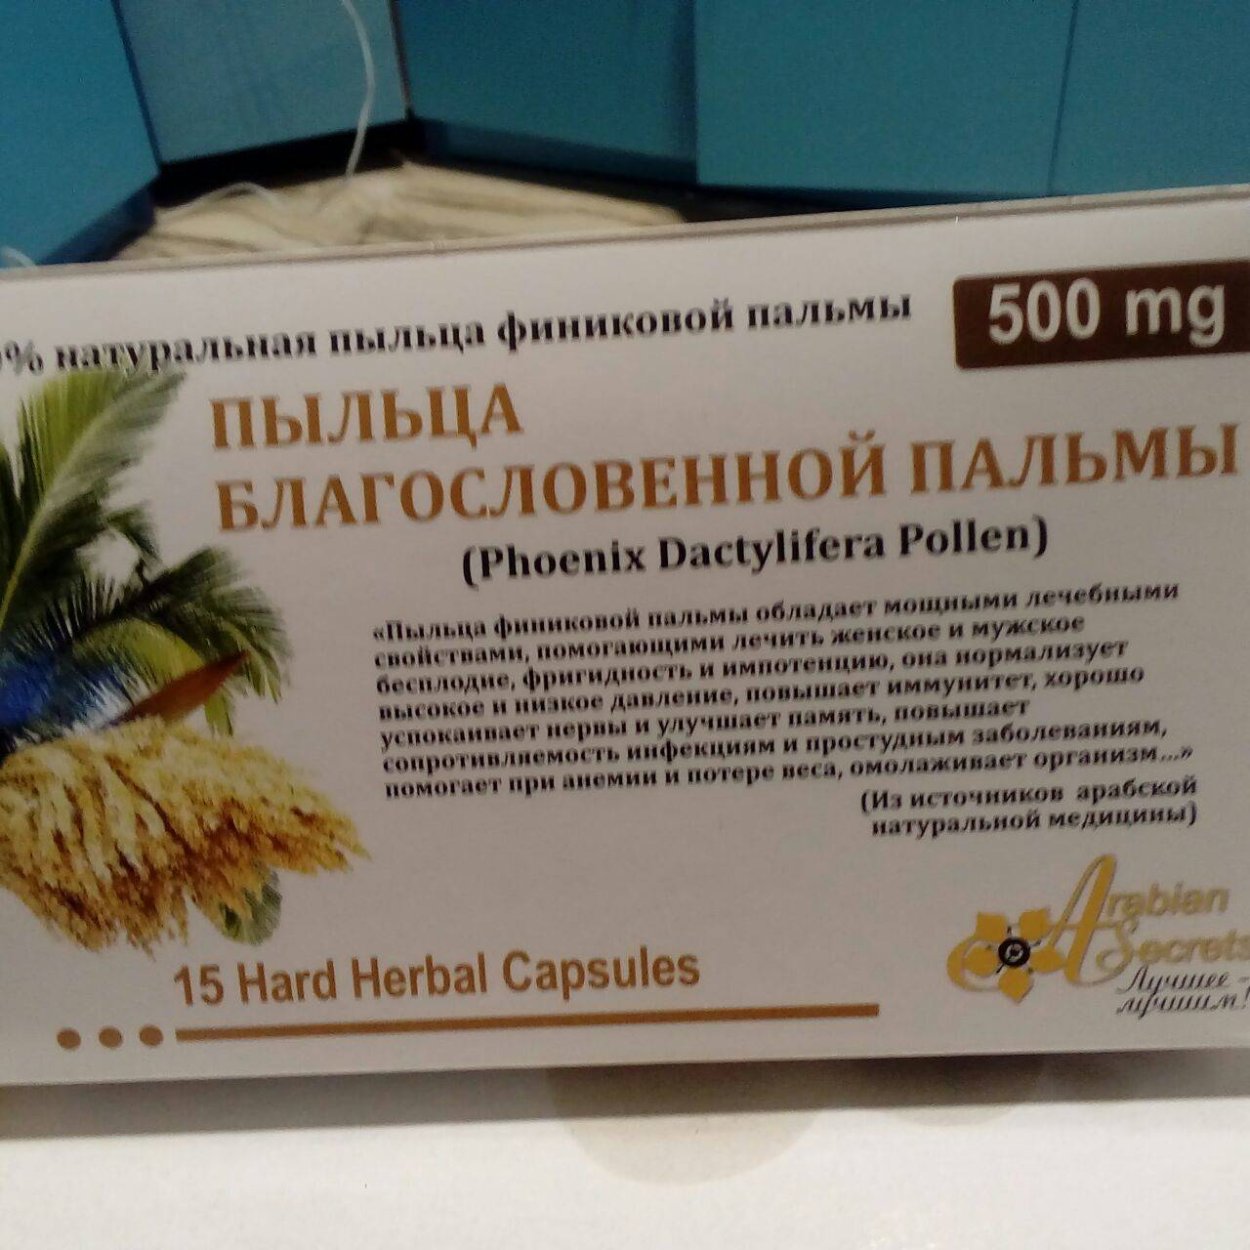 % натуральная пыльца финиковой пальмы
500 mg
ПЫЛЬЦА
БЛАГОСЛОВЕННОЙ ПАЛЬМЫ
(Phoenix Dactylifera Pollen)
«Пыльца финиковой пальмы обладает мощными лечебными
свойствами, помогающими лечить женское и мужское
бесплодие, фригидность и импотенцию, она нормализует
высокое и низкое давление, повышает иммунитет, хорошо
успокаивает нервы и улучшает память, повышает
сопротивляемость инфекциям и простудным заболеваниям,
помогает при анемии и потере веса, омолаживает организм...»
(Из источников арабской
натуральной медицины)
Arabian
Secrets
Лучшее -
лучшим!
15 Hard Herbal Capsules